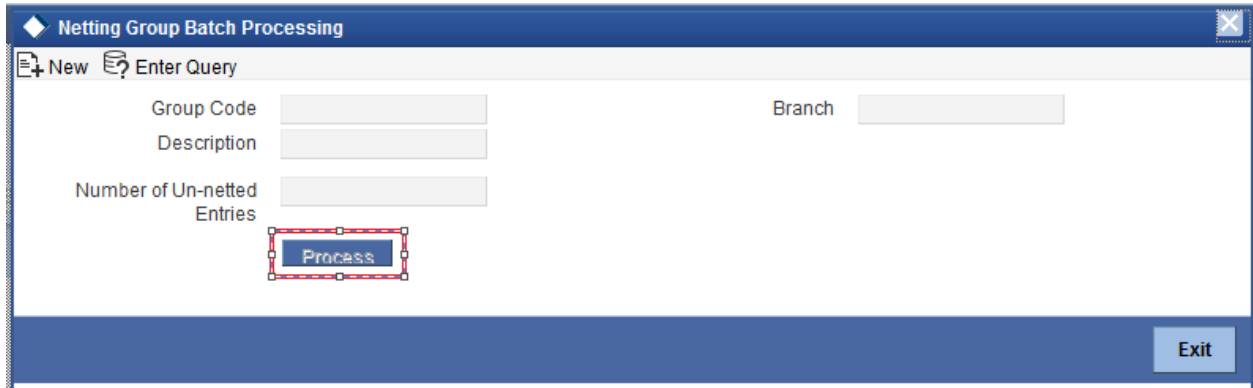 Netting Group Batch Processing
New Enter Query
Group Code Branch
Description
Number of Un-netted
Entries
Process
Exit